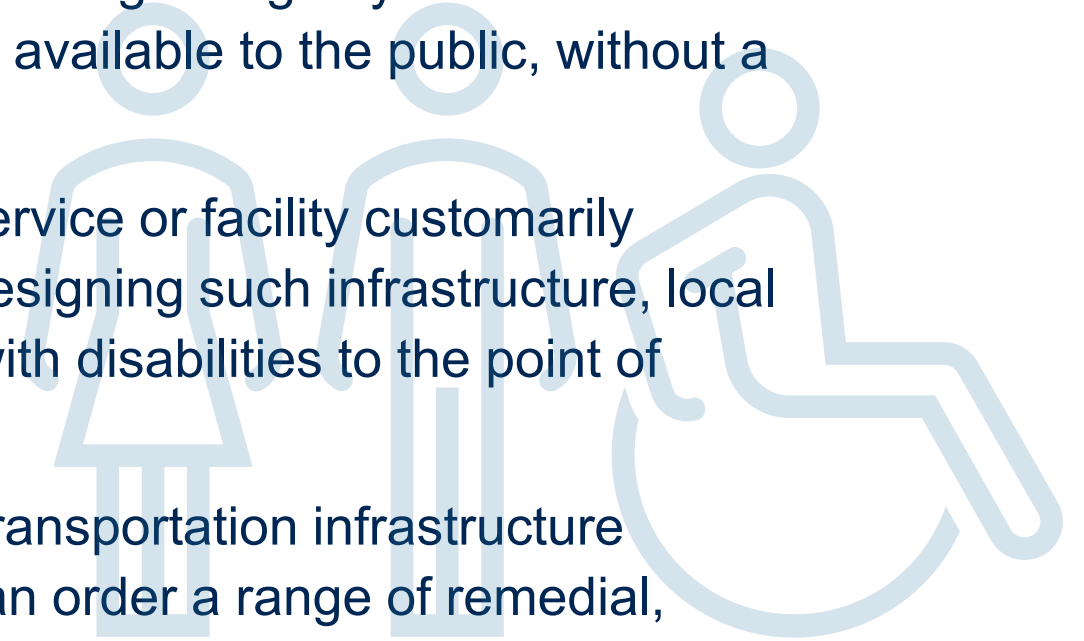 available to the public, without a
ervice or facility customarily
esigning such infrastructure, local
with disabilities to the point of
ransportation infrastructure
an order a range of remedial,